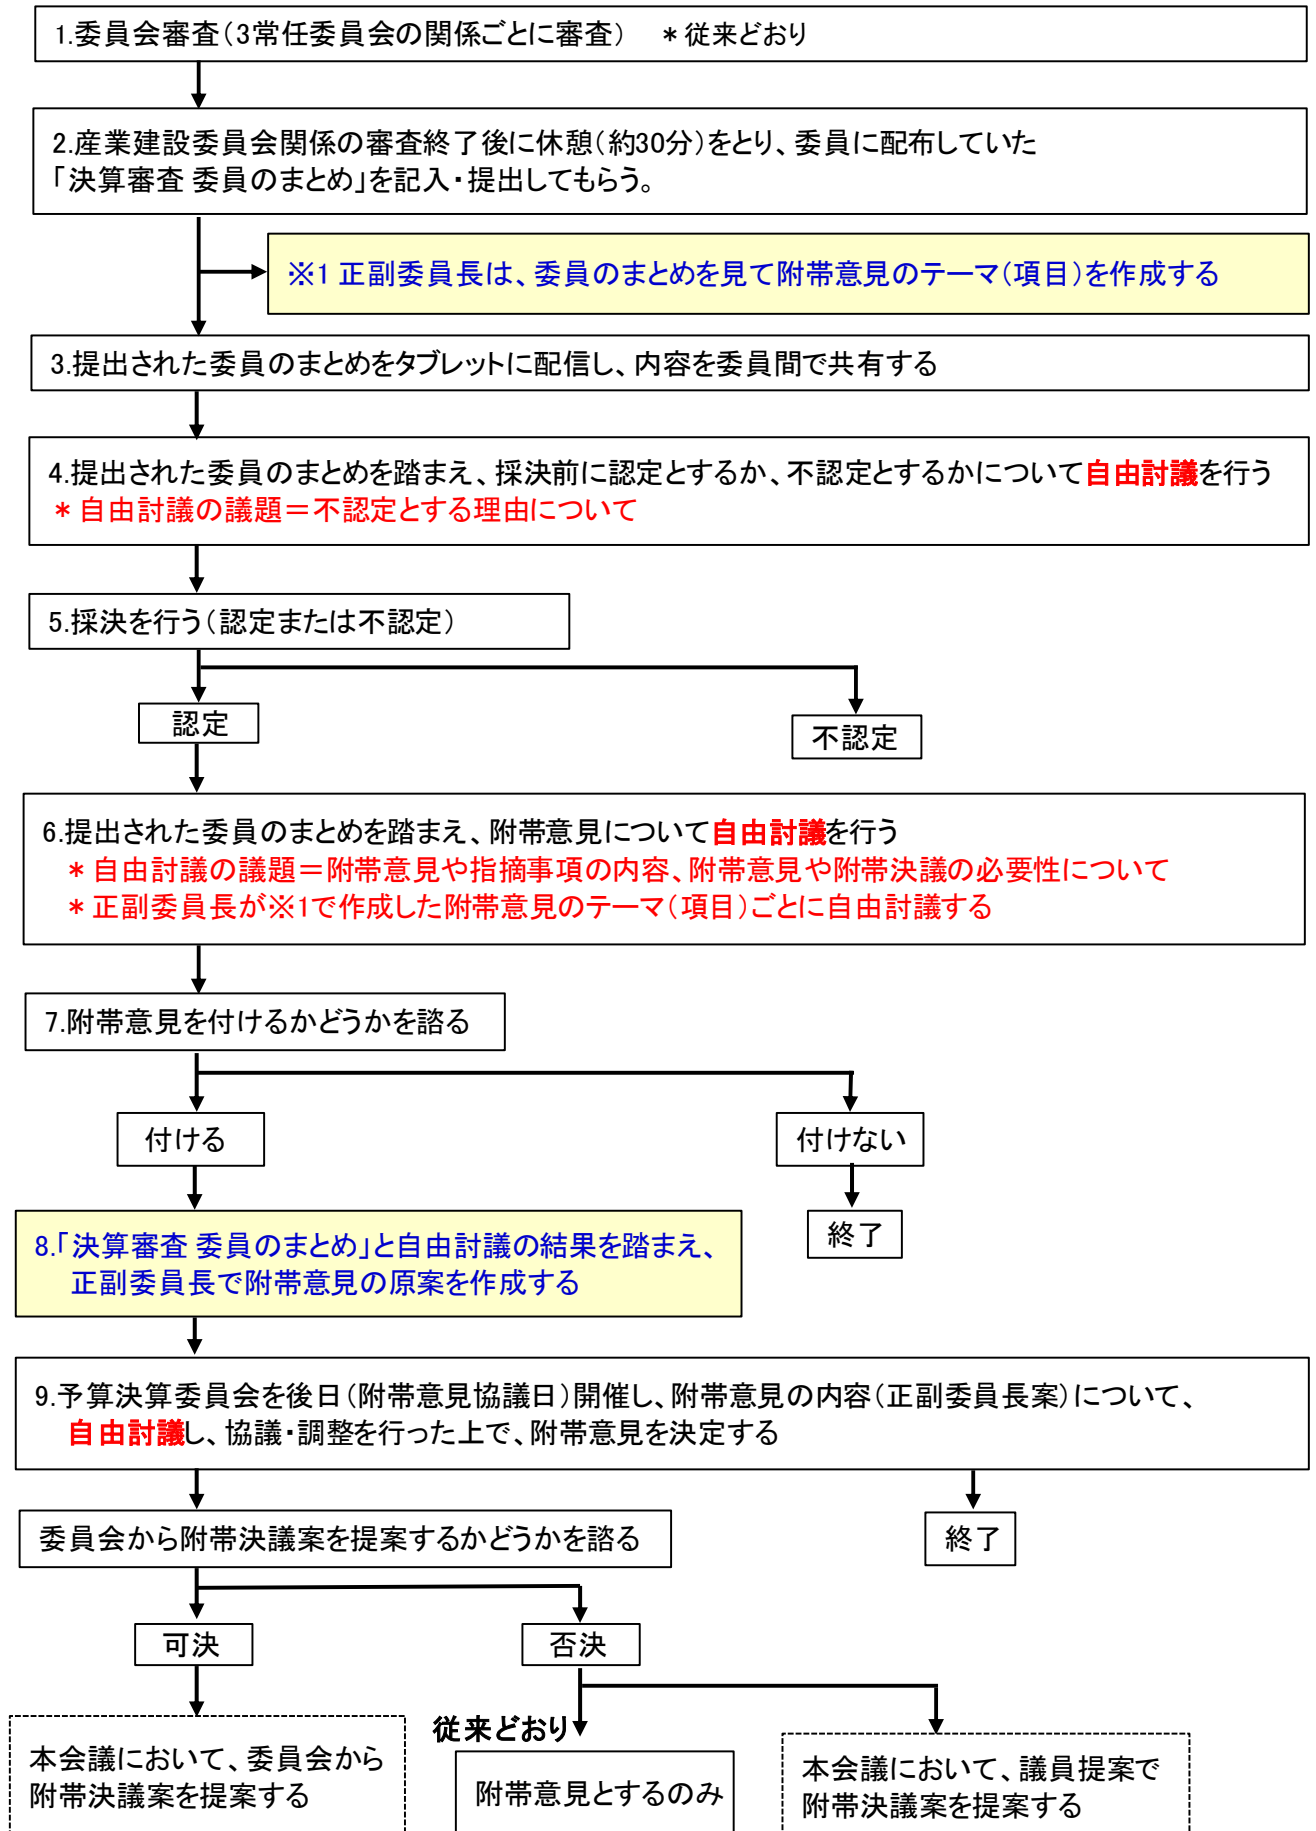 1.委員会審査（3常任委員会の関係ごとに審査）　＊従来どおり
2.産業建設委員会関係の審査終了後に休憩（約30分）をとり、委員に配布していた
「決算審査 委員のまとめ」を記入・提出してもらう。
※1 正副委員長は、委員のまとめを見て附帯意見のテーマ（項目）を作成する
3.提出された委員のまとめをタブレットに配信し、内容を委員間で共有する
4.提出された委員のまとめを踏まえ、採決前に認定とするか、不認定とするかについて自由討議を行う
＊自由討議の議題＝不認定とする理由について
5.採決を行う（認定または不認定）
認定
不認定
6.提出された委員のまとめを踏まえ、附帯意見について自由討議を行う
＊自由討議の議題＝附帯意見や指摘事項の内容、附帯意見や附帯決議の必要性について
＊正副委員長が※1で作成した附帯意見のテーマ（項目）ごとに自由討議する
7.附帯意見を付けるかどうかを諮る
付ける
付けない
終了
8.「決算審査 委員のまとめ」と自由討議の結果を踏まえ、
正副委員長で附帯意見の原案を作成する
9.予算決算委員会を後日（附帯意見協議日）開催し、附帯意見の内容（正副委員長案）について、
自由討議し、協議・調整を行った上で、附帯意見を決定する
委員会から附帯決議案を提案するかどうかを諮る
終了
可決
否決
従来どおり
本会議において、委員会から
附帯決議案を提案する
附帯意見とするのみ
本会議において、議員提案で
附帯決議案を提案する